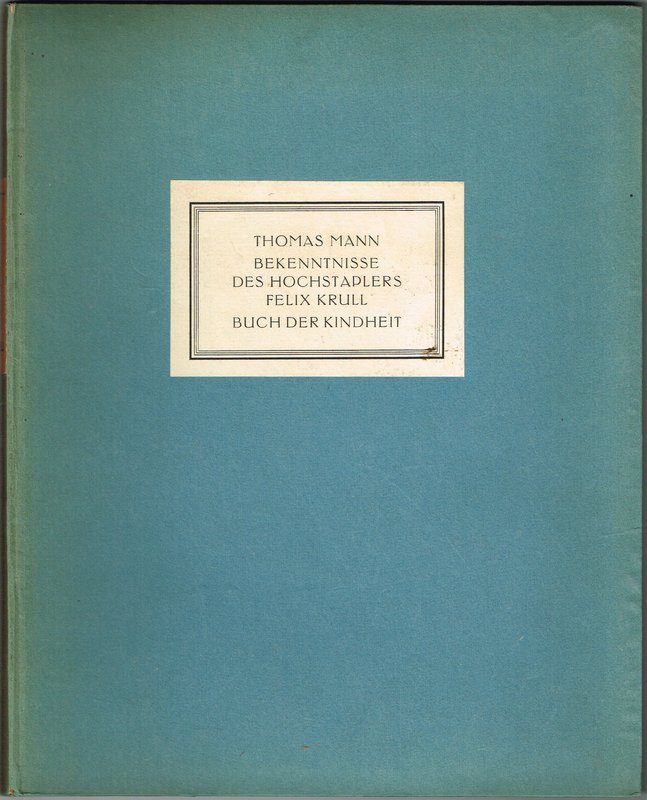 THOMAS MANN
BEKENNTNISSE
DES HOCHSTAPLERS
FELIX KRULL
BUCH DER KINDHEIT